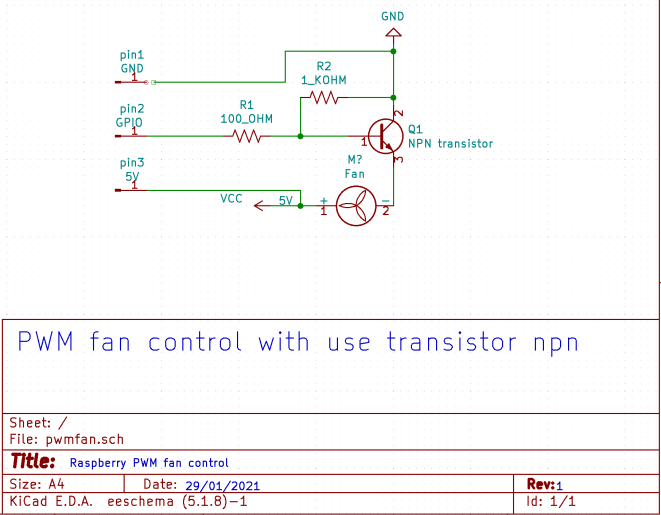 GND
pin1
GND
1
R2
1_KOHM
pin2
GPIO
1
R1
100_OHM
2
1
Q1
NPN transistor
3
pin3
5V
1
M?
Fan
VCC
5V
+
1
-
2
PWM fan control with use transistor npn
Sheet: /
File: pwmfan.sch
Title: Raspberry PWM fan control
Size: A4 Date: 29/01/2021 Rev:1
KiCad E.D.A. eeschema (5.1.8)-1 Id: 1/1